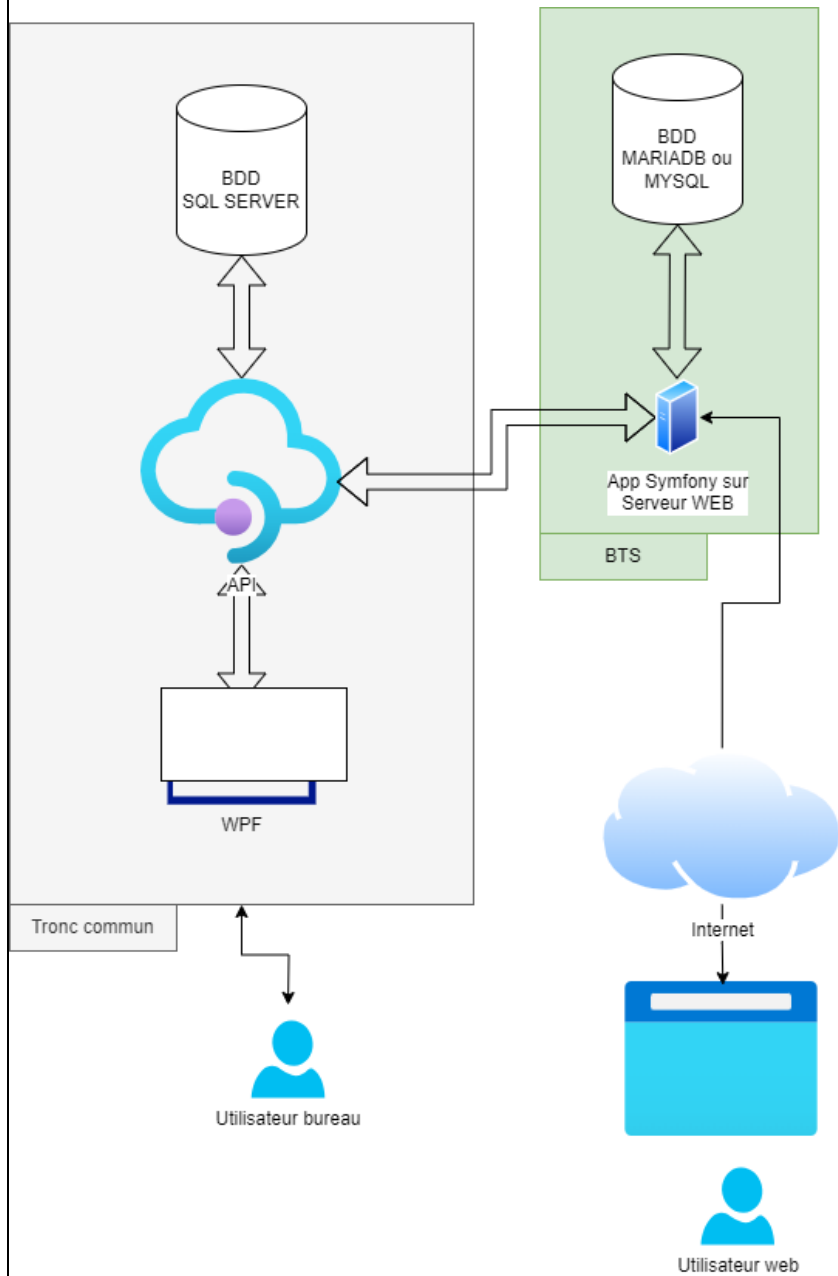 BDD
SQL SERVER
BDD
MARIADB ou
MYSQL
App Symfony sur
Serveur WEB
BTS
API
WPF
Tronc commun
Internet
Utilisateur bureau
Utilisateur web